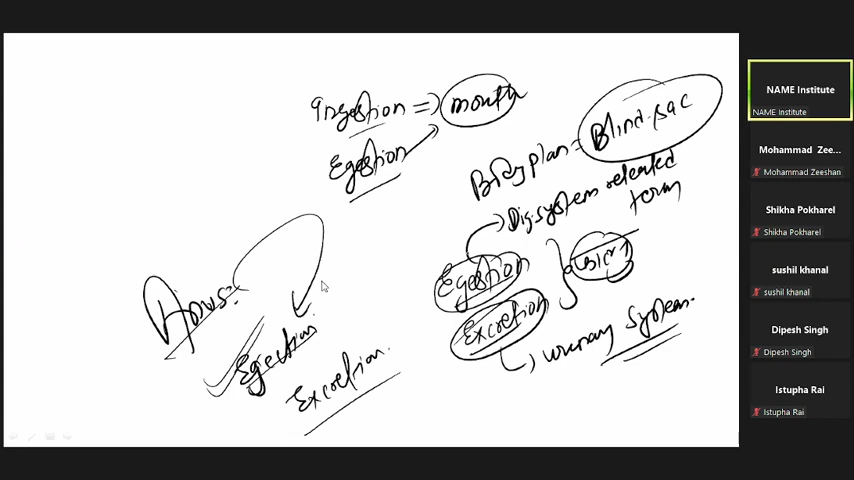 Ingestion => mouth
Egestion
Body plan = Blind-sac
Dig. system releated
term
Egestion
Excretion
urinary system.
Anus:
Egestion.
Excretion.
NAME Institute
NAME Institute
Mohammad Zee...
Mohammad Zeeshan
Shikha Pokharel
Shikha Pokharel
sushil khanal
sushil khanal
Dipesh Singh
Dipesh Singh
Istupha Rai
Istupha Rai